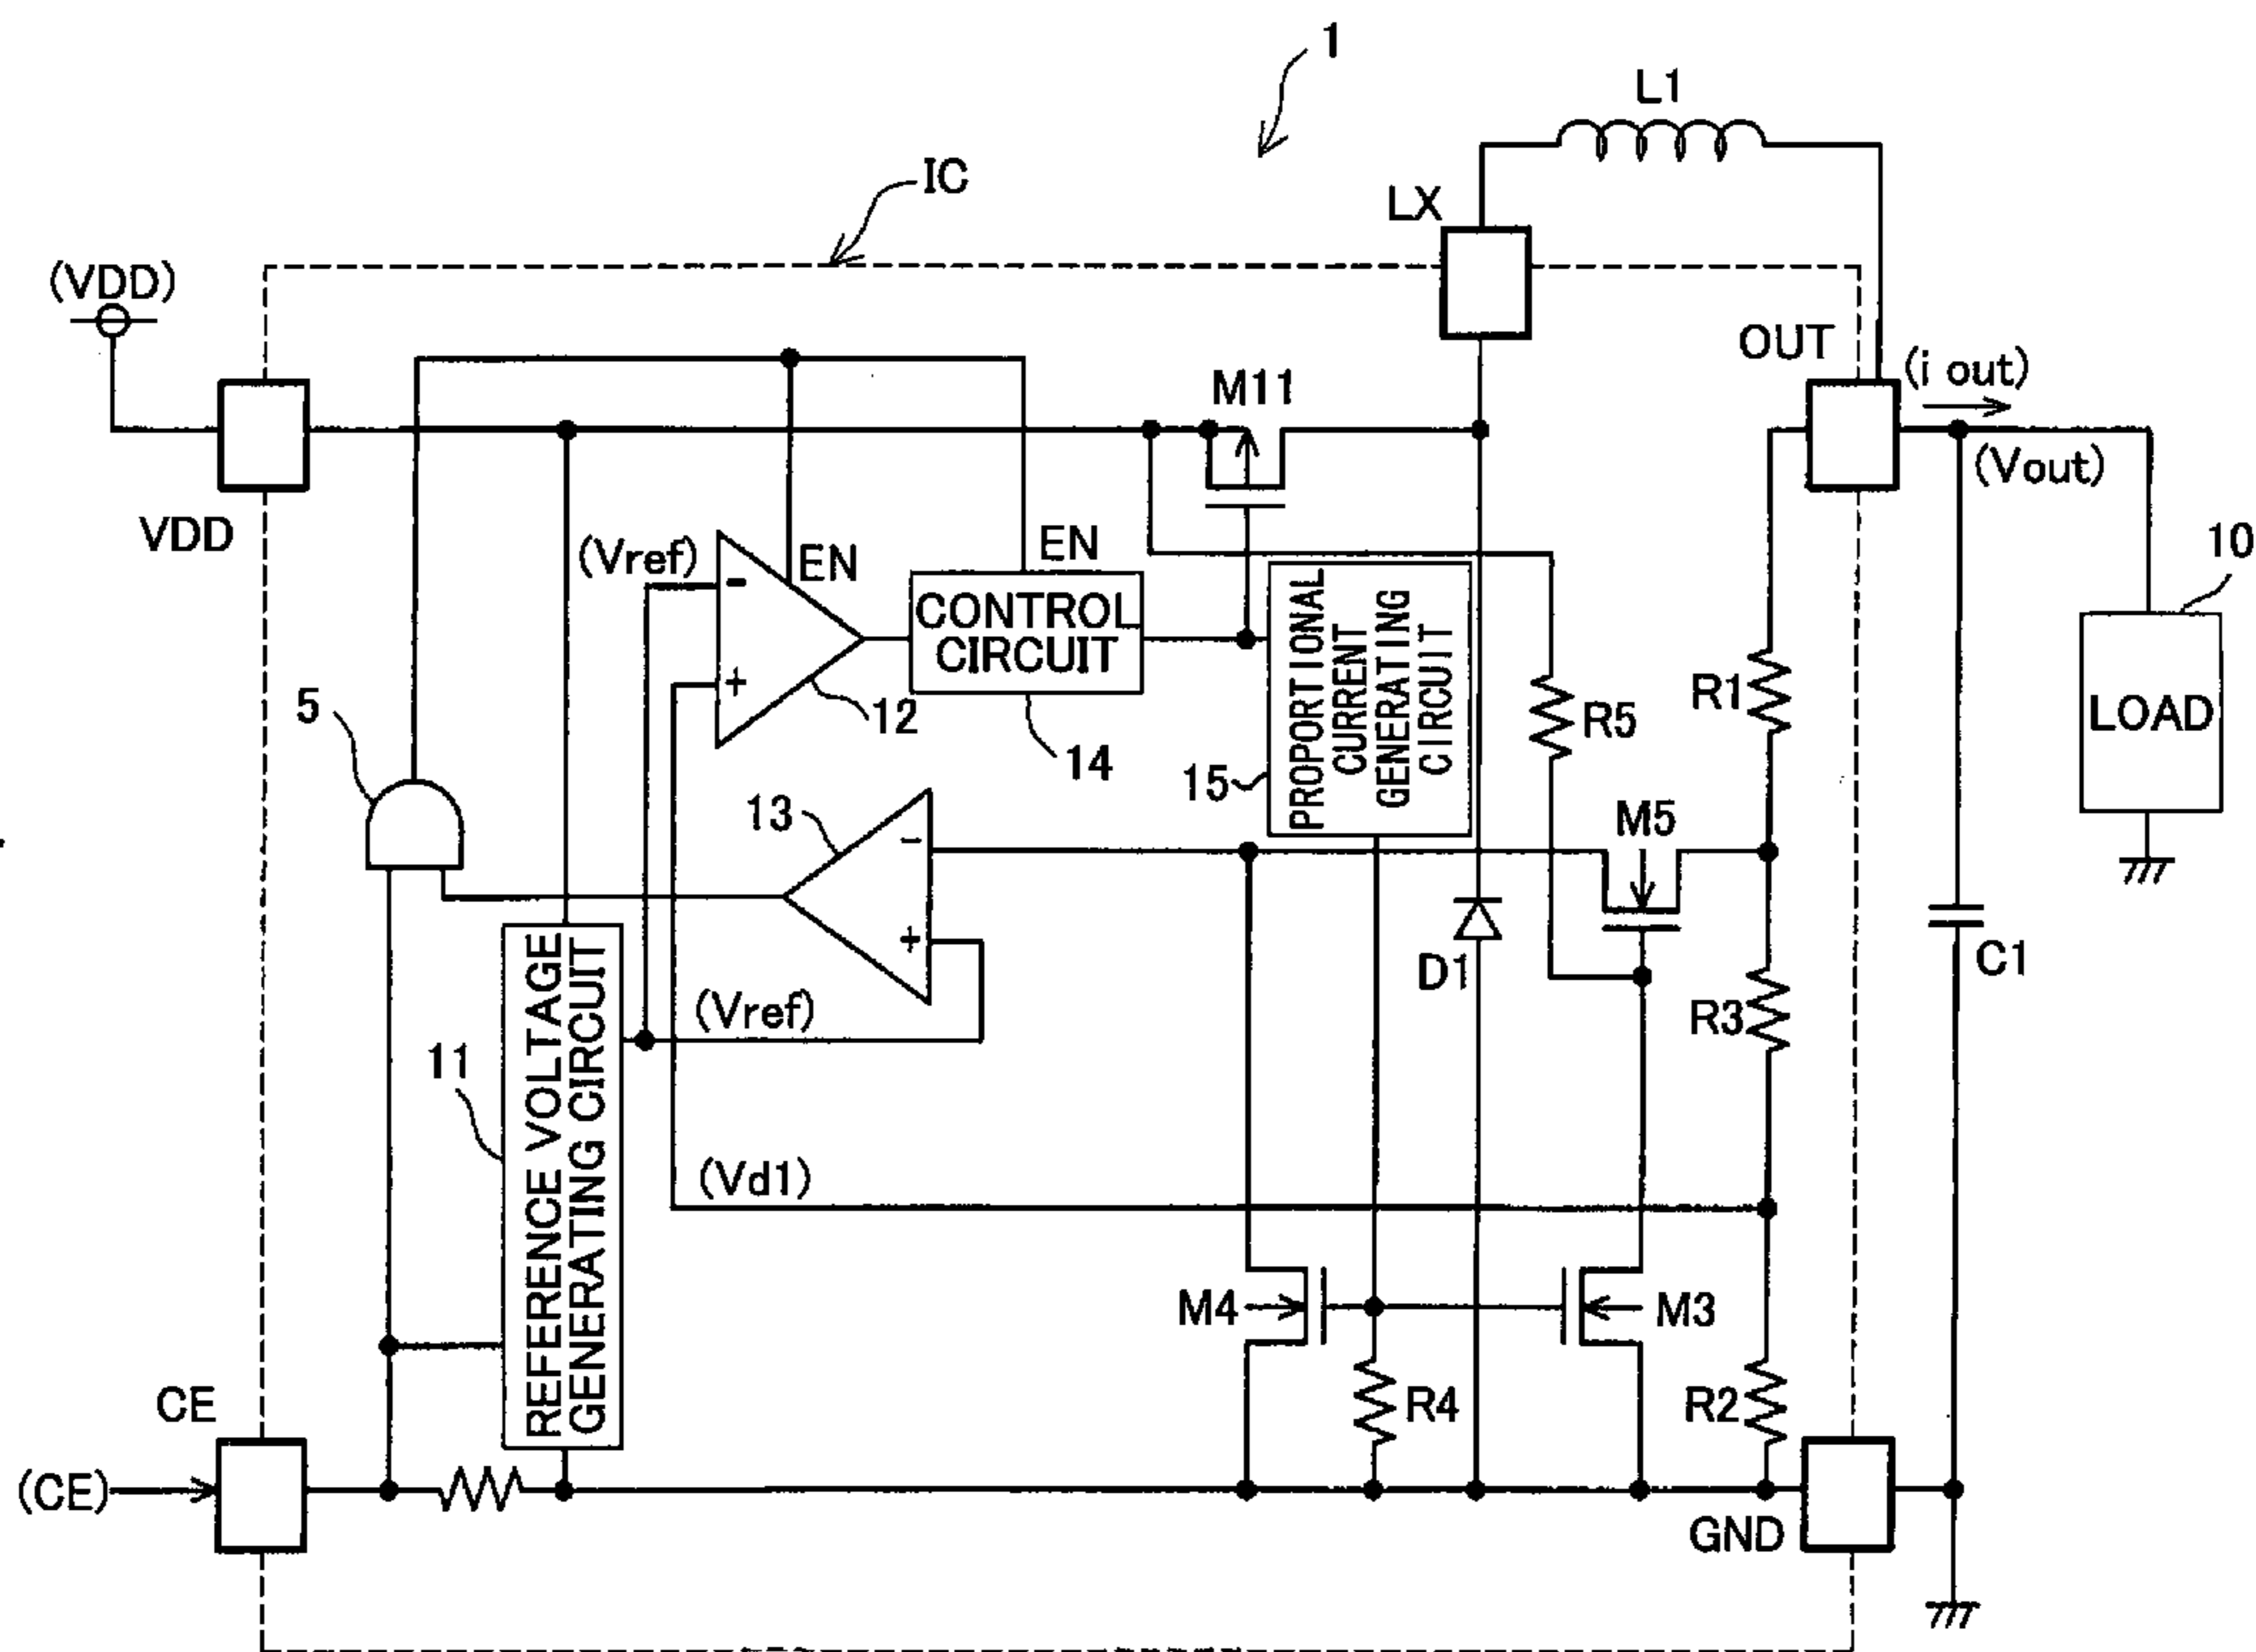 1
L1
IC
LX
(VDD)
OUT
(i out)
M11
(Vout)
VDD
(Vref)
EN
EN
10
CONTROL
CIRCUIT
PROPORTIONAL
CURRENT
GENERATING
CIRCUIT
-
+
12
14
15
R5
R1
LOAD
5
13
M5
-
+
D1
C1
R3
(Vref)
11
REFERENCE VOLTAGE
GENERATING CIRCUIT
(Vd1)
M4
M3
CE
R4
R2
(CE)
GND